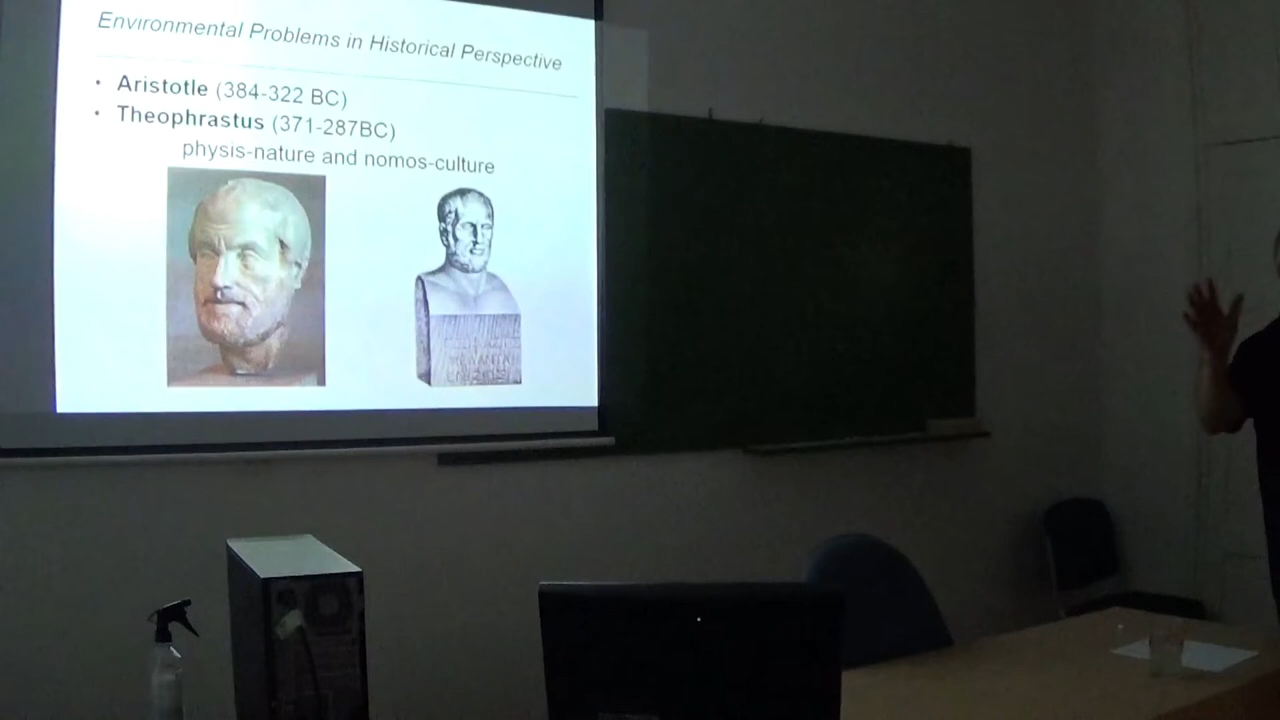 Environmental Problems in Historical Perspective
• Aristotle (384-322 BC)
• Theophrastus (371-287BC)
physis-nature and nomos-culture